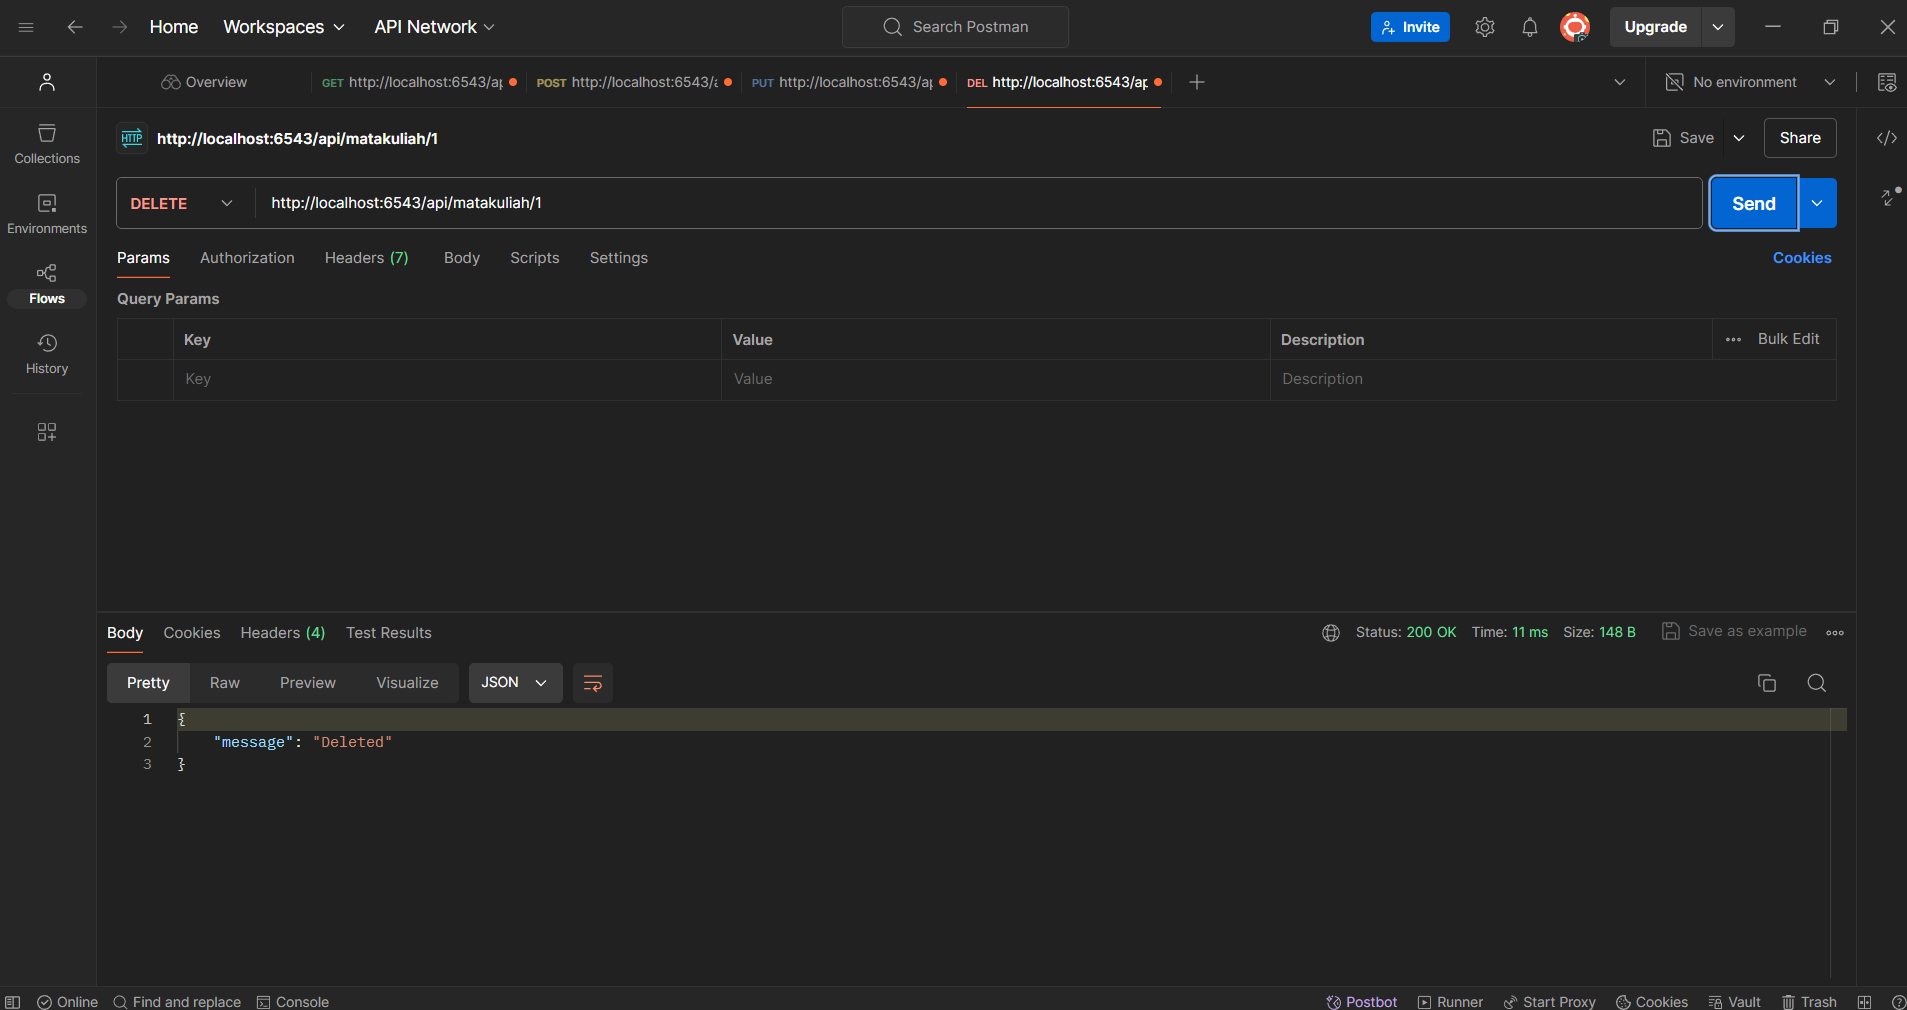 Home Workspaces API Network Search Postman Invite Upgrade
Overview GET http://localhost:6543/ap POST http://localhost:6543/a PUT http://localhost:6543/ap DEL http://localhost:6543/ap No environment
HTTP http://localhost:6543/api/matakuliah/1 Save Share
Collections
Environments
Flows
History
DELETE http://localhost:6543/api/matakuliah/1 Send
Params Authorization Headers (7) Body Scripts Settings Cookies
Query Params
Key Value Description Bulk Edit
Key Value Description
Body Cookies Headers (4) Test Results Status: 200 OK Time: 11 ms Size: 148 B Save as example
Pretty Raw Preview Visualize JSON
1 {
2 "message": "Deleted"
3 }
Online Find and replace Console Postbot Runner Start Proxy Cookies Vault Trash